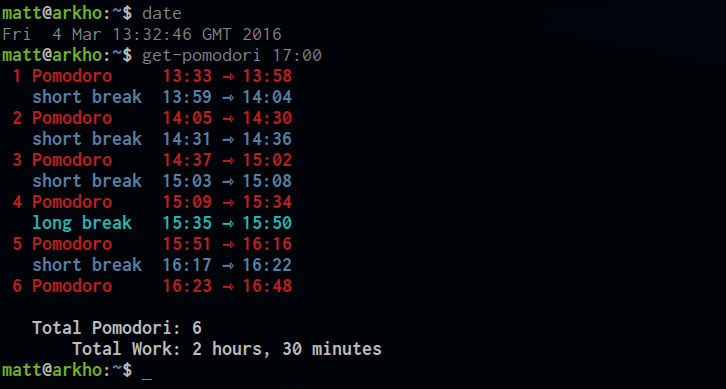 matt@arkho:~$ date
Fri  4 Mar 13:32:46 GMT 2016
matt@arkho:~$ get-pomodori 17:00
 1 Pomodoro     13:33 → 13:58
   short break  13:59 → 14:04
 2 Pomodoro     14:05 → 14:30
   short break  14:31 → 14:36
 3 Pomodoro     14:37 → 15:02
   short break  15:03 → 15:08
 4 Pomodoro     15:09 → 15:34
   long break   15:35 → 15:50
 5 Pomodoro     15:51 → 16:16
   short break  16:17 → 16:22
 6 Pomodoro     16:23 → 16:48
   Total Pomodori: 6
       Total Work: 2 hours, 30 minutes
matt@arkho:~$ _